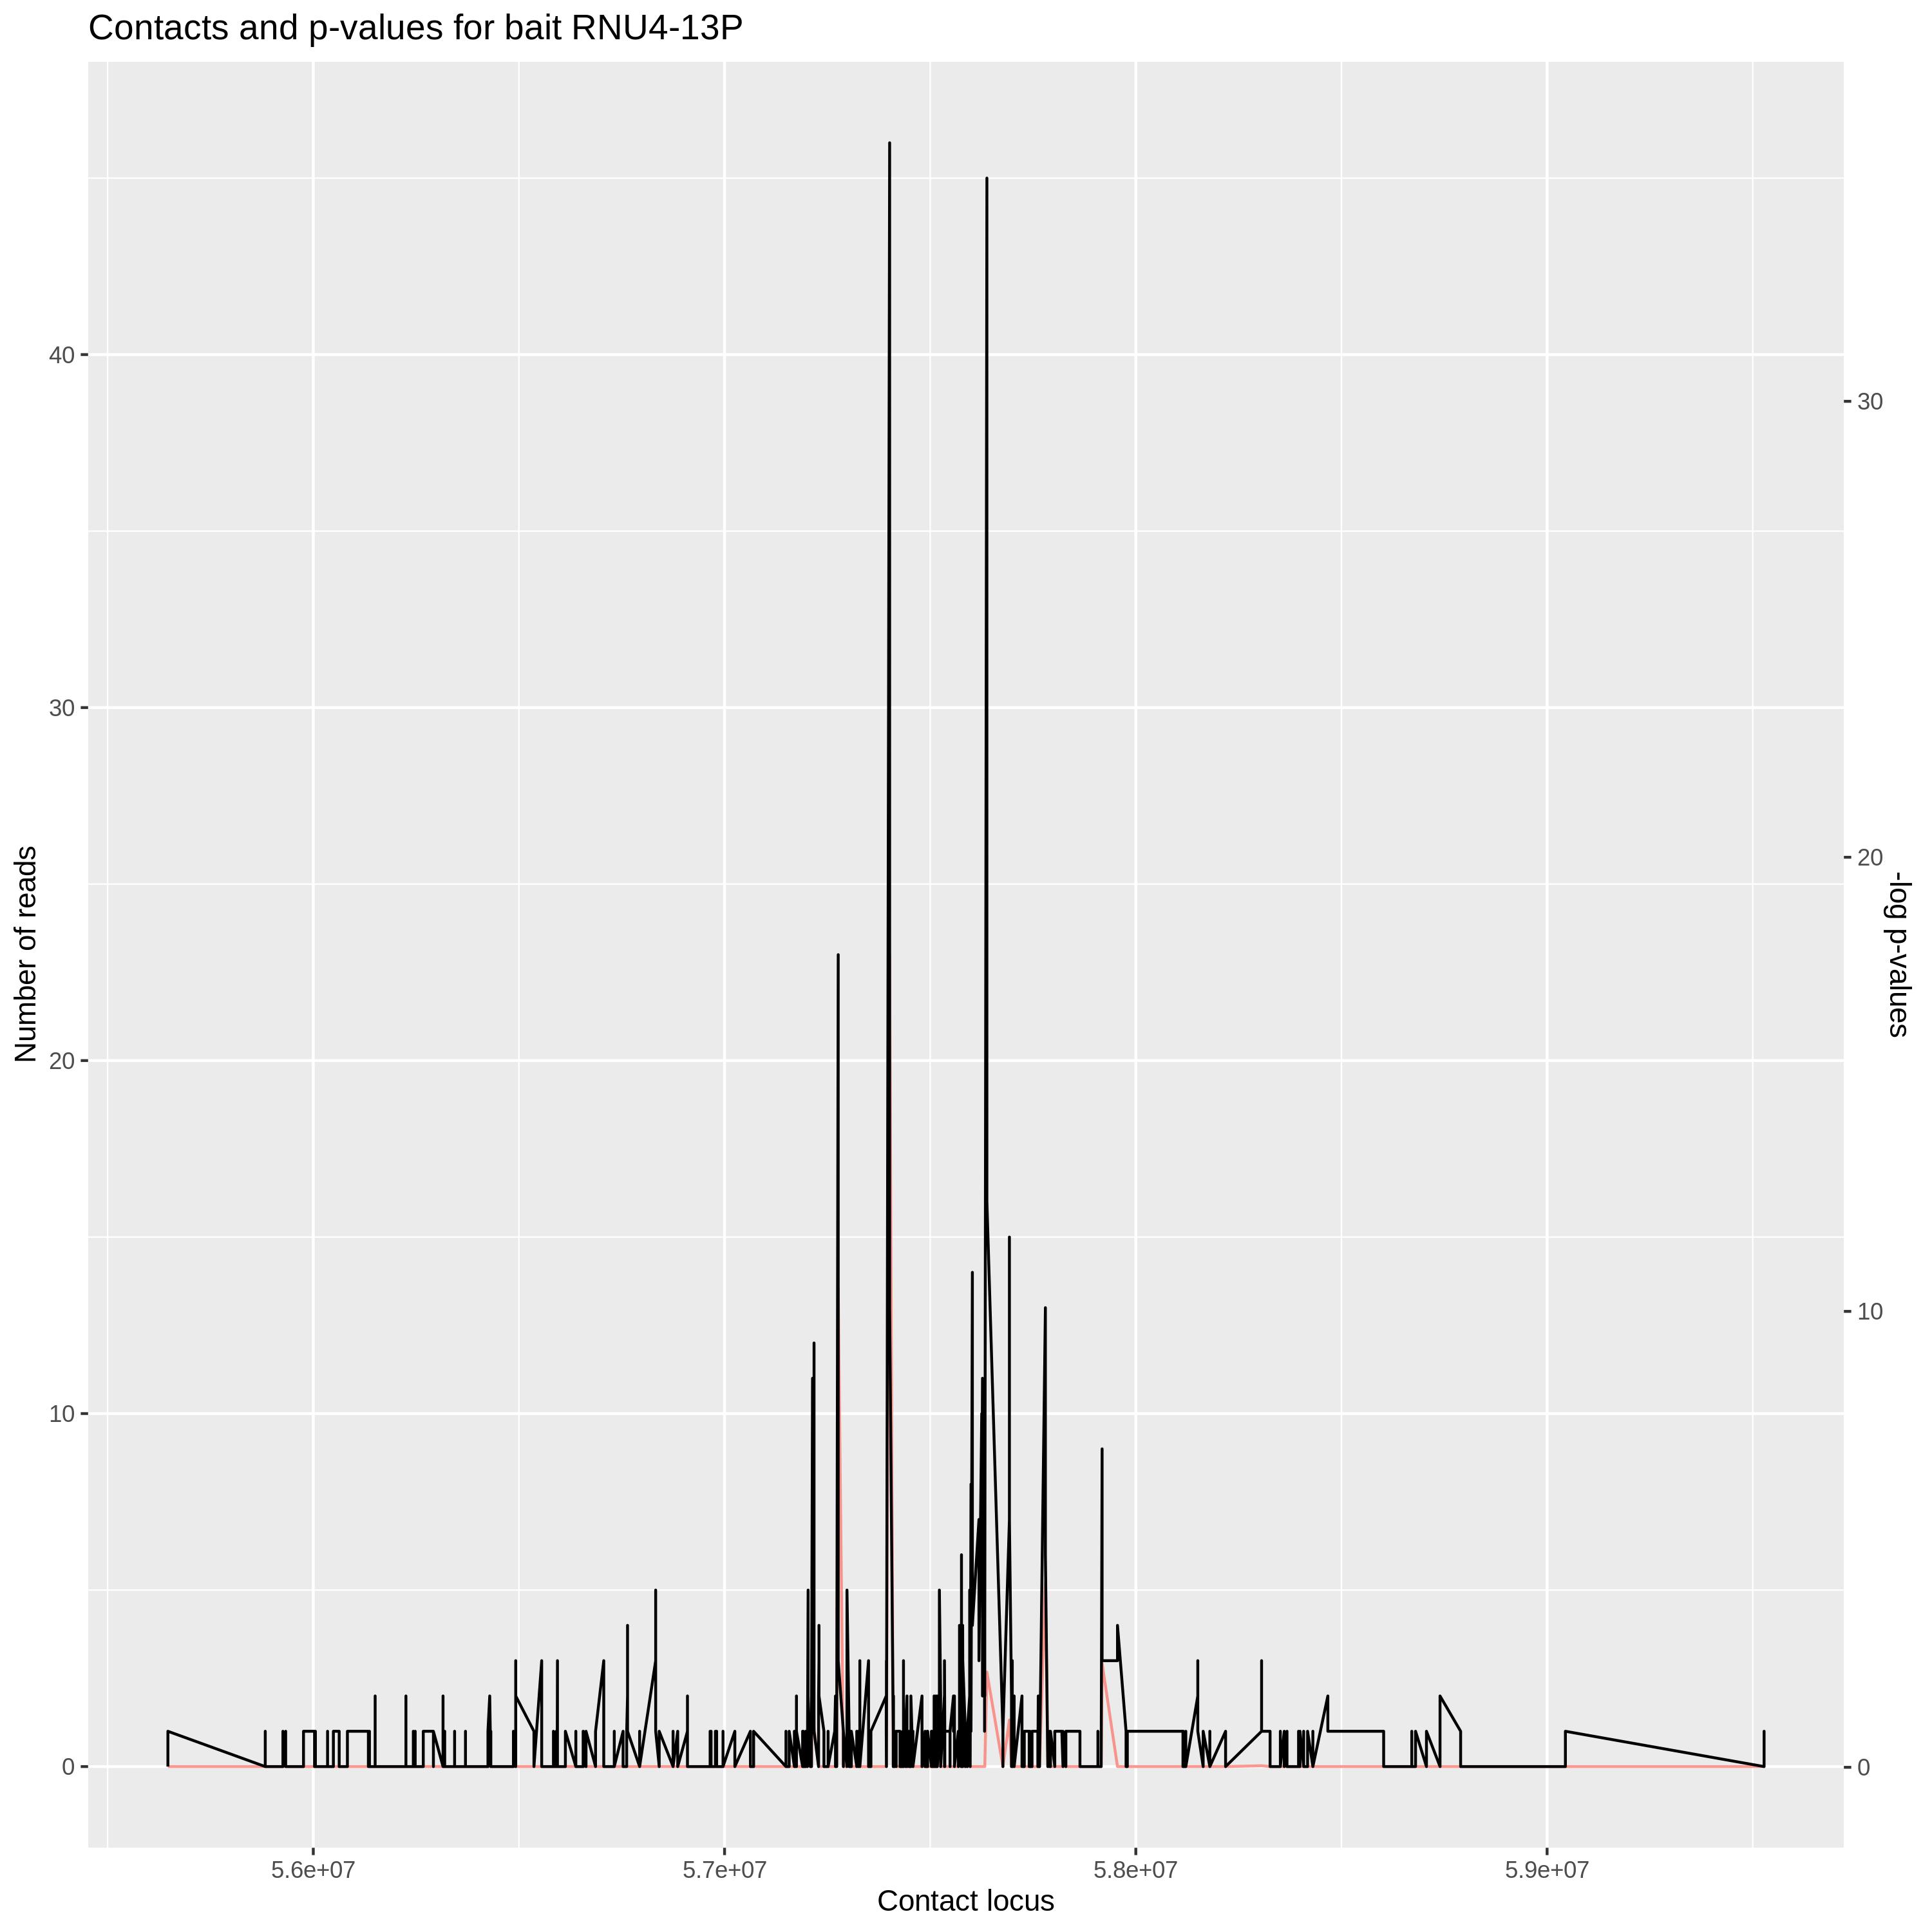 Contacts and p-values for bait RNU4-13P
Number of reads
40
30
20
10
0
30
20
10
0
-log p-values
5.6e+07
5.7e+07
5.8e+07
5.9e+07
Contact locus